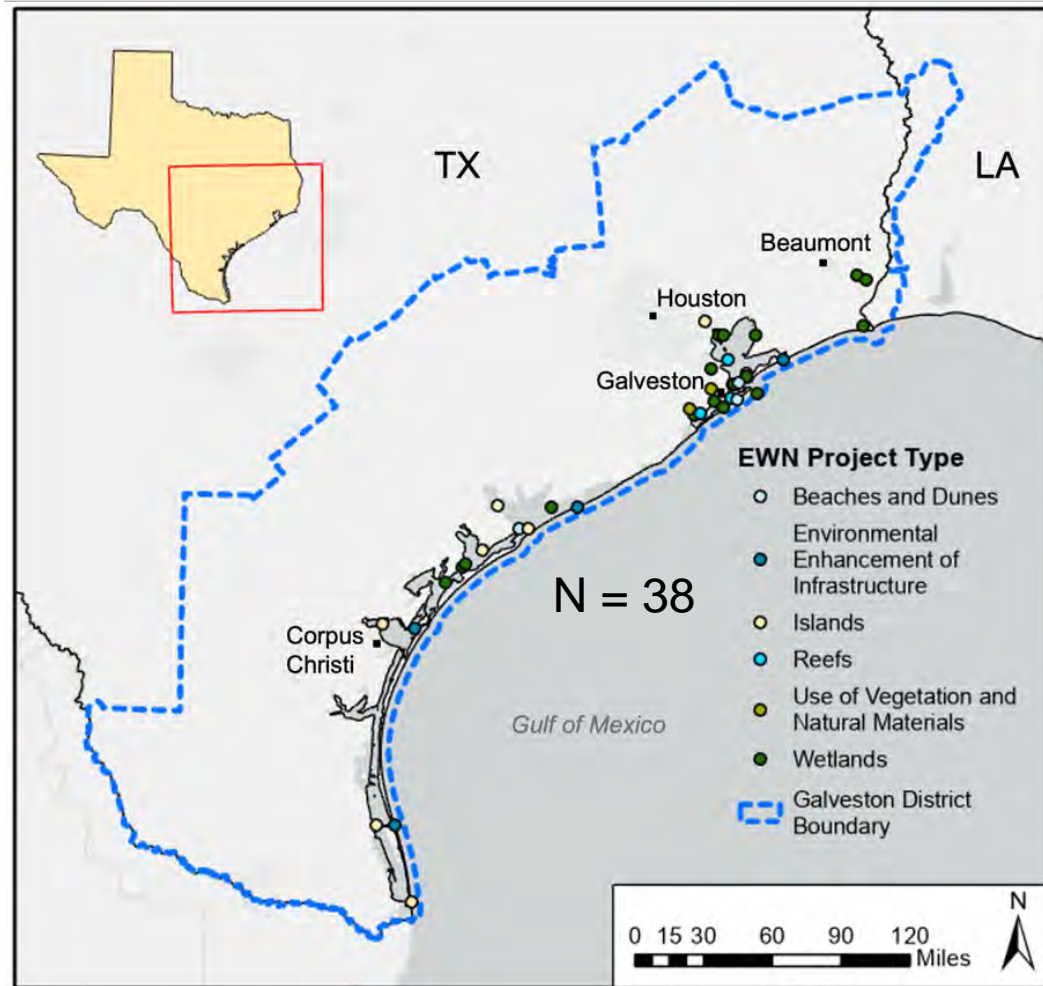 TX
LA
Beaumont
Houston
Galveston
EWN Project Type
Beaches and Dunes
Environmental
Enhancement of
Infrastructure
Islands
Reefs
Use of Vegetation and
Natural Materials
Wetlands
Galveston District
Boundary
N = 38
Corpus
Christi
Gulf of Mexico
N
0 15 30 60 90 120
Miles